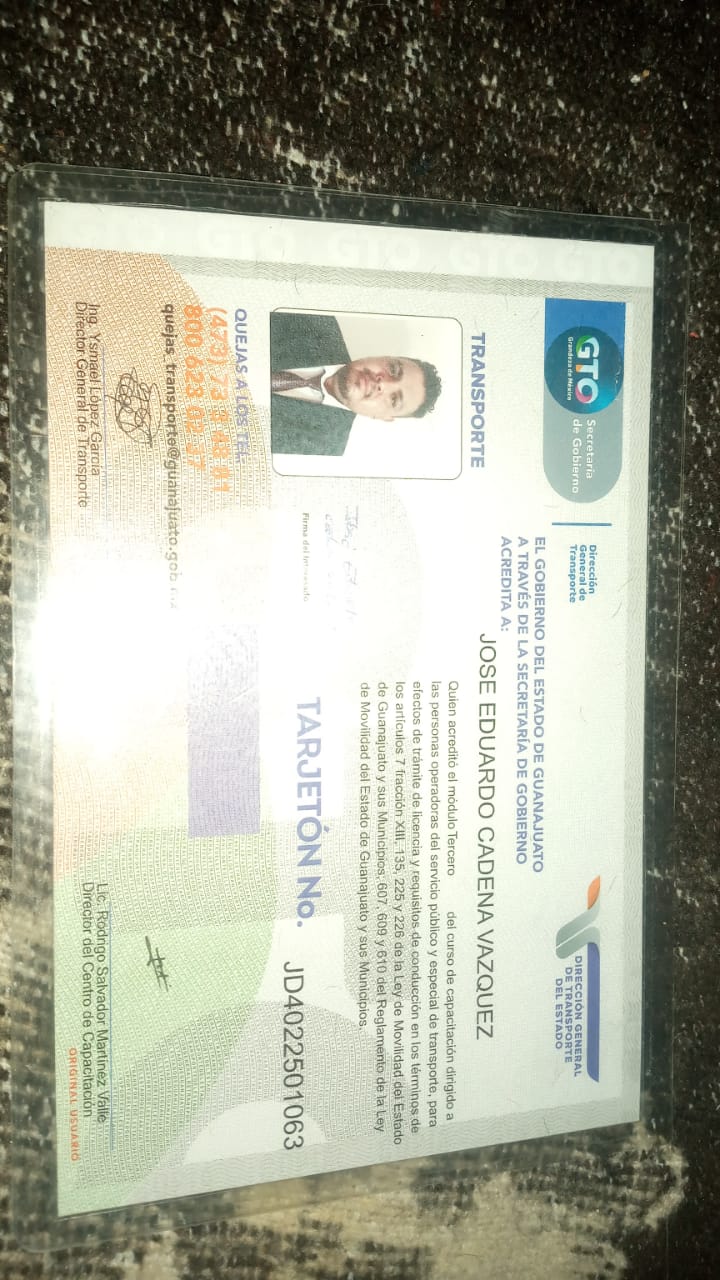 GTO
Grandeza de México
Secretaría
de Gobierno
Dirección
General de
Transporte
DIRECCIÓN GENERAL
DE TRANSPORTE
DEL ESTADO
EL GOBIERNO DEL ESTADO DE GUANAJUATO
A TRAVÉS DE LA SECRETARÍA DE GOBIERNO
ACREDITA A:
JOSE EDUARDO CADENA VAZQUEZ
TRANSPORTE
Quien acreditó el módulo Tercero del curso de capacitación dirigido a
las personas operadoras del servicio público y especial de transporte, para
efectos de trámite de licencia y requisitos de conducción en los términos de
los artículos 7 fracción XIII, 135, 225 y 226 de la Ley de Movilidad del Estado
de Guanajuato y sus Municipios; 607, 609 y 610 del Reglamento de la Ley
de Movilidad del Estado de Guanajuato y sus Municipios.
José
Firma del Interesado
TARJETÓN No.
JD4022501063
QUEJAS A LOS TEL:
(473) 73
800 623
quejas_transporte@guanajuato.gob.mx
Ing. Ysmael López García
Director General de Transporte
Lic. Rodrigo Salvador Martínez Valle
Director del Centro de Capacitación
ORIGINAL USUARIO